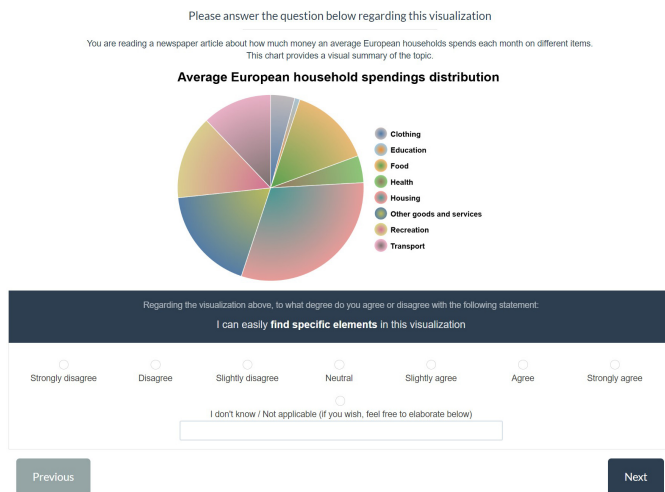 Please answer the question below regarding this visualization
You are reading a newspaper article about how much money an average European households spends each month on different items.
This chart provides a visual summary of the topic.
Average European household spendings distribution
Clothing
Education
Food
Health
Housing
Other goods and services
Recreation
Transport
Regarding the visualization above, to what degree do you agree or disagree with the following statement:
I can easily find specific elements in this visualization
Strongly disagree Disagree Slightly disagree Neutral Slightly agree Agree Strongly agree
I don't know / Not applicable (if you wish, feel free to elaborate below)
Previous Next